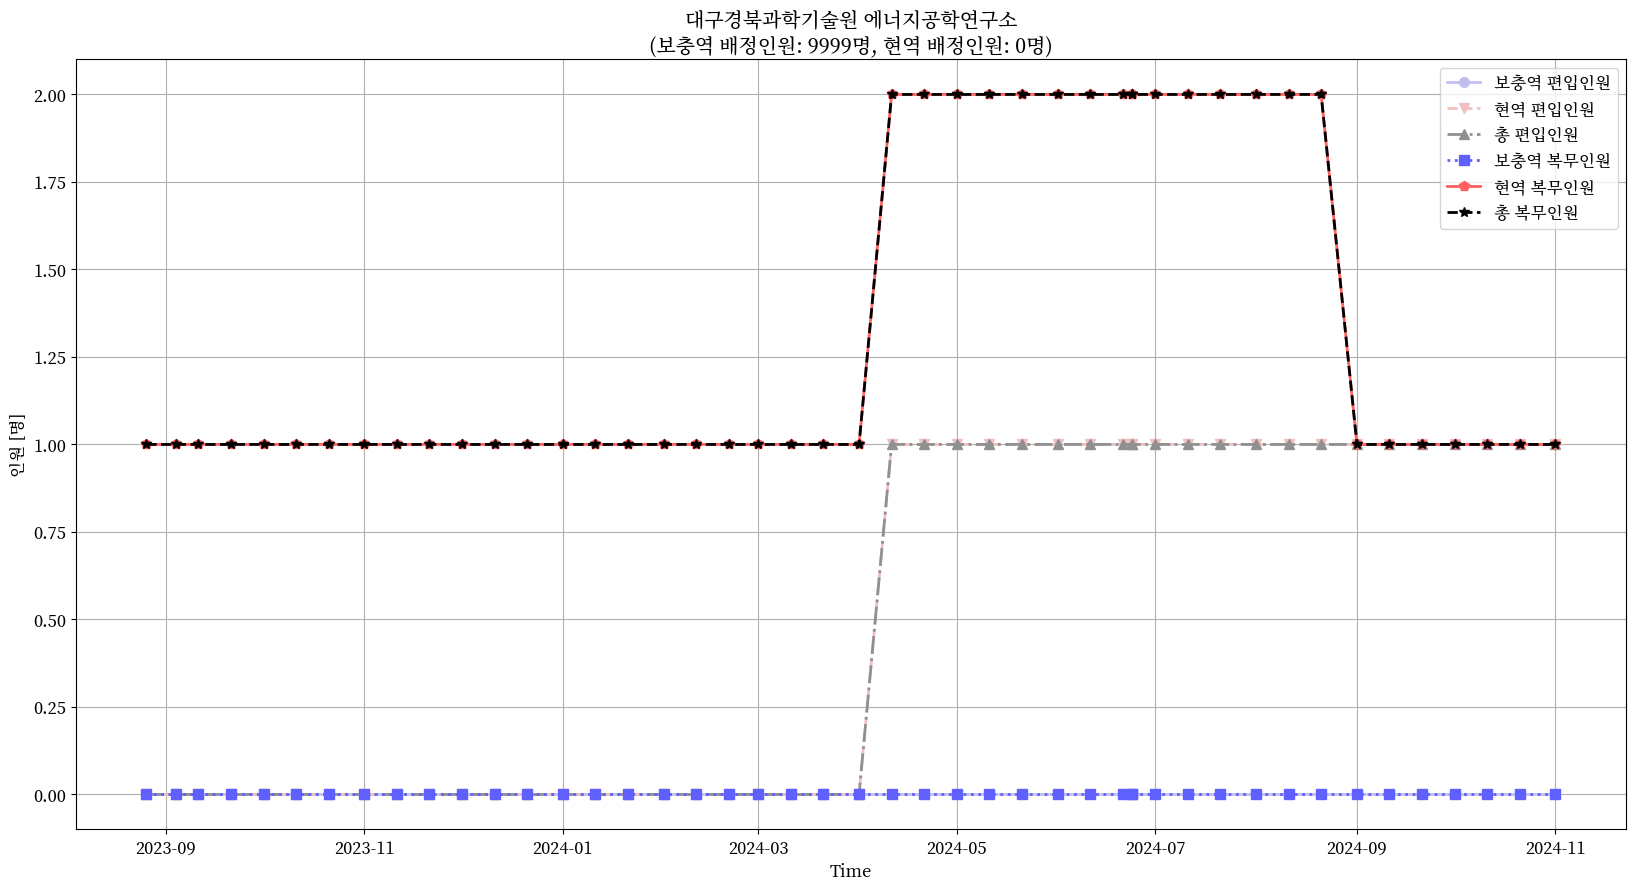 대구경북과학기술원 에너지공학연구소
(보충역 배정인원: 9999명, 현역 배정인원: 0명)
보충역 편입인원
현역 편입인원
총 편입인원
보충역 복무인원
현역 복무인원
총 복무인원
인원 [명]
2.00
1.75
1.50
1.25
1.00
0.75
0.50
0.25
0.00
2023-09
2023-11
2024-01
2024-03
2024-05
2024-07
2024-09
2024-11
Time